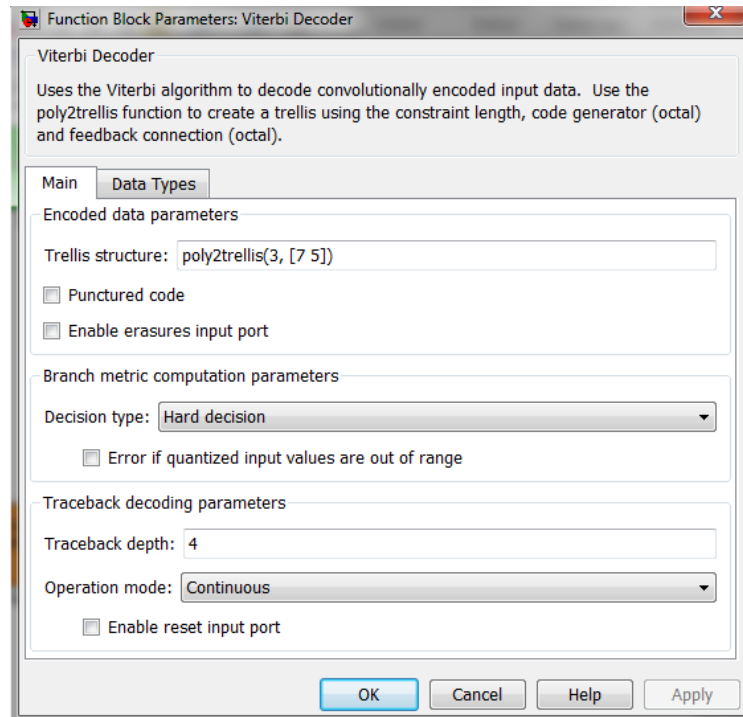 Function Block Parameters: Viterbi Decoder
Viterbi Decoder
Uses the Viterbi algorithm to decode convolutionally encoded input data.  Use the
poly2trellis function to create a trellis using the constraint length, code generator (octal)
and feedback connection (octal).
Main Data Types
Encoded data parameters
Trellis structure: poly2trellis(3, [7 5])
Punctured code
Enable erasures input port
Branch metric computation parameters
Decision type: Hard decision
Error if quantized input values are out of range
Traceback decoding parameters
Traceback depth: 4
Operation mode: Continuous
Enable reset input port
OK Cancel Help Apply